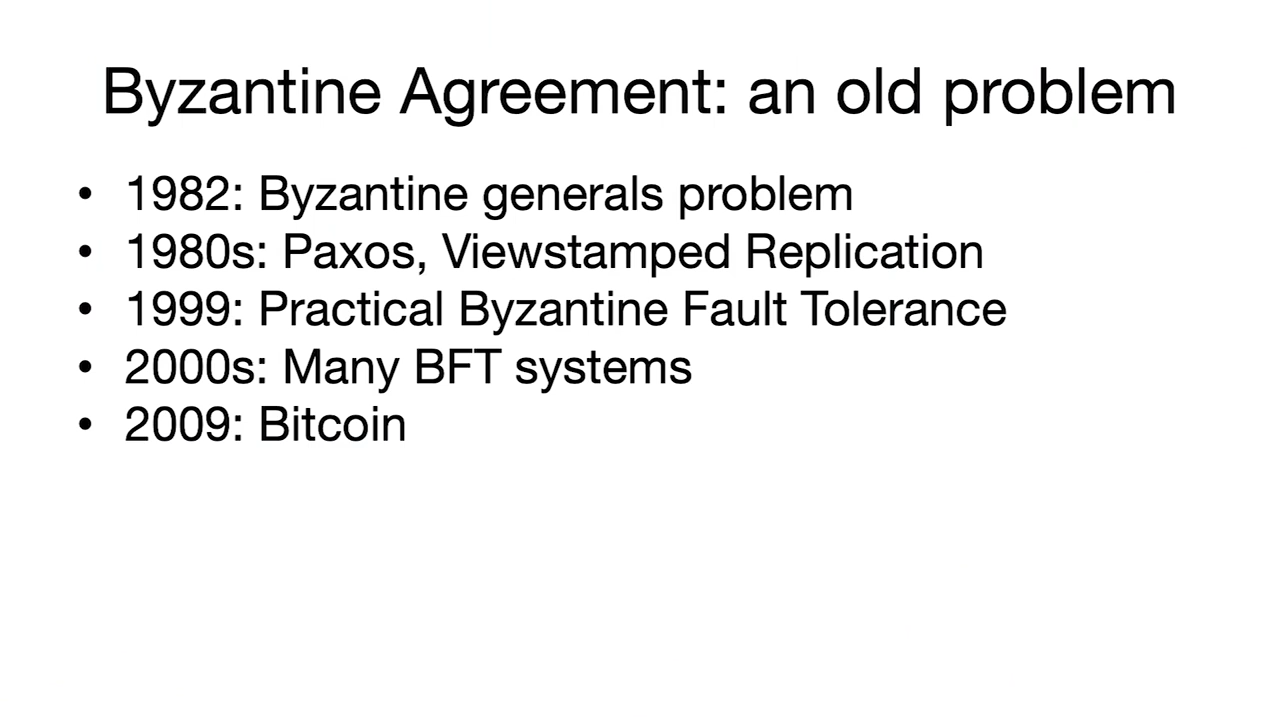 Byzantine Agreement: an old problem
• 1982: Byzantine generals problem
• 1980s: Paxos, Viewstamped Replication
• 1999: Practical Byzantine Fault Tolerance
• 2000s: Many BFT systems
• 2009: Bitcoin